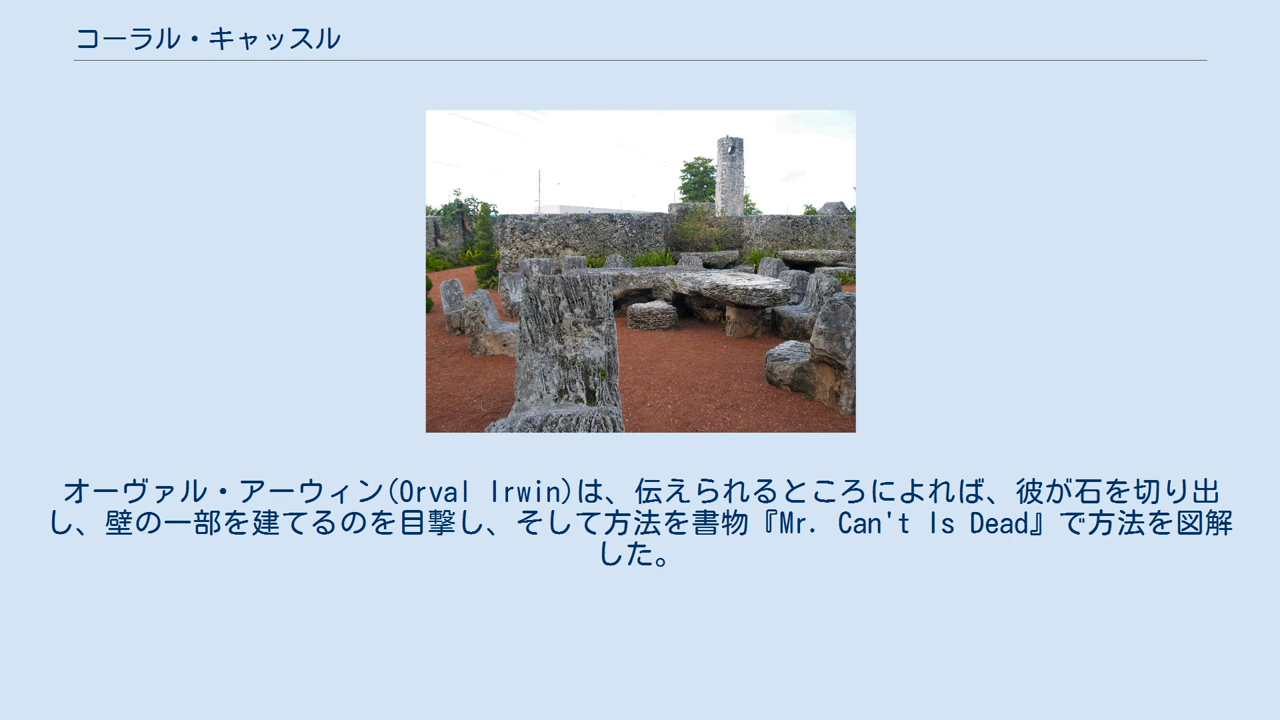 コーラル・キャッスル
オーヴァル・アーウィン(Orval Irwin)は、伝えられるところによれば、彼が石を切り出
し、壁の一部を建てるのを目撃し、そして方法を書物『Mr. Can't Is Dead』で方法を図解
した。